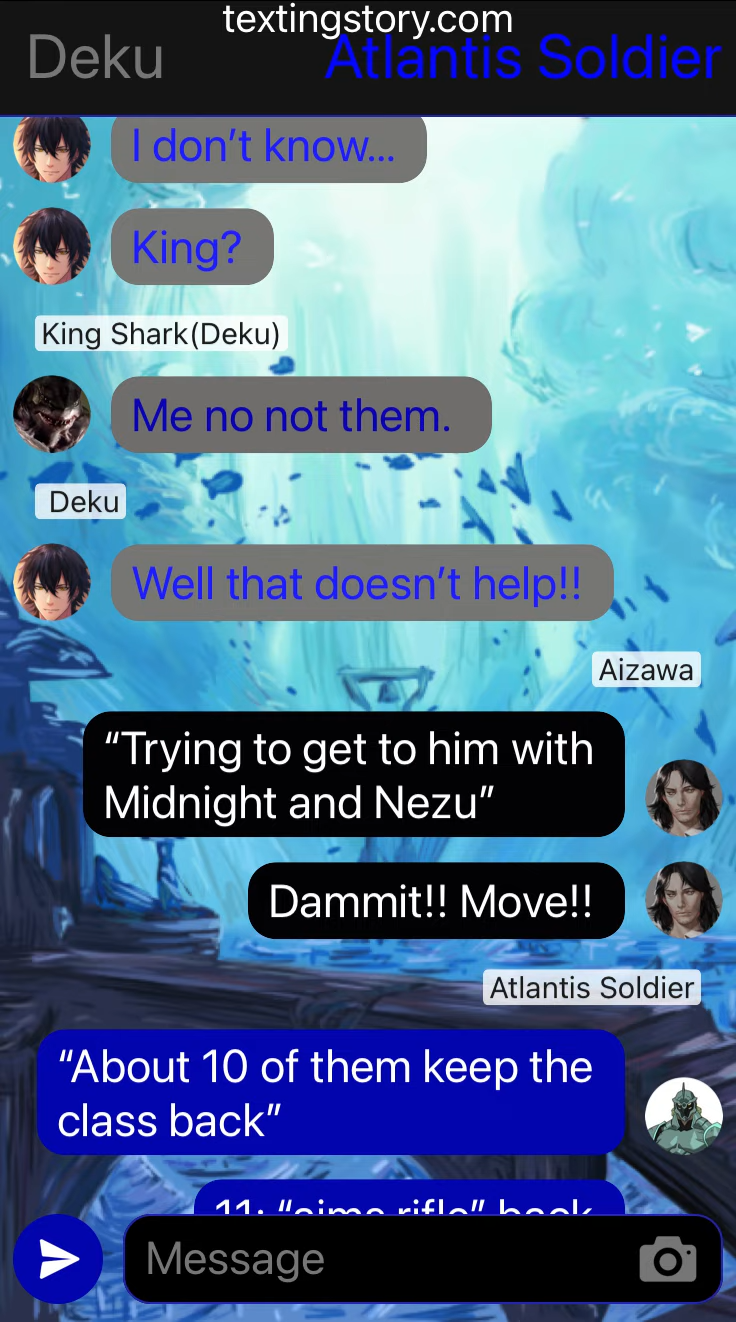 textingstory.com
Deku
Atlantis Soldier
I don’t know...
King?
King Shark(Deku)
Me no not them.
Deku
Well that doesn’t help!!
Aizawa
“Trying to get to him with
Midnight and Nezu”
Dammit!! Move!!
Atlantis Soldier
“About 10 of them keep the
class back”
11: “aims rifle” back
Message